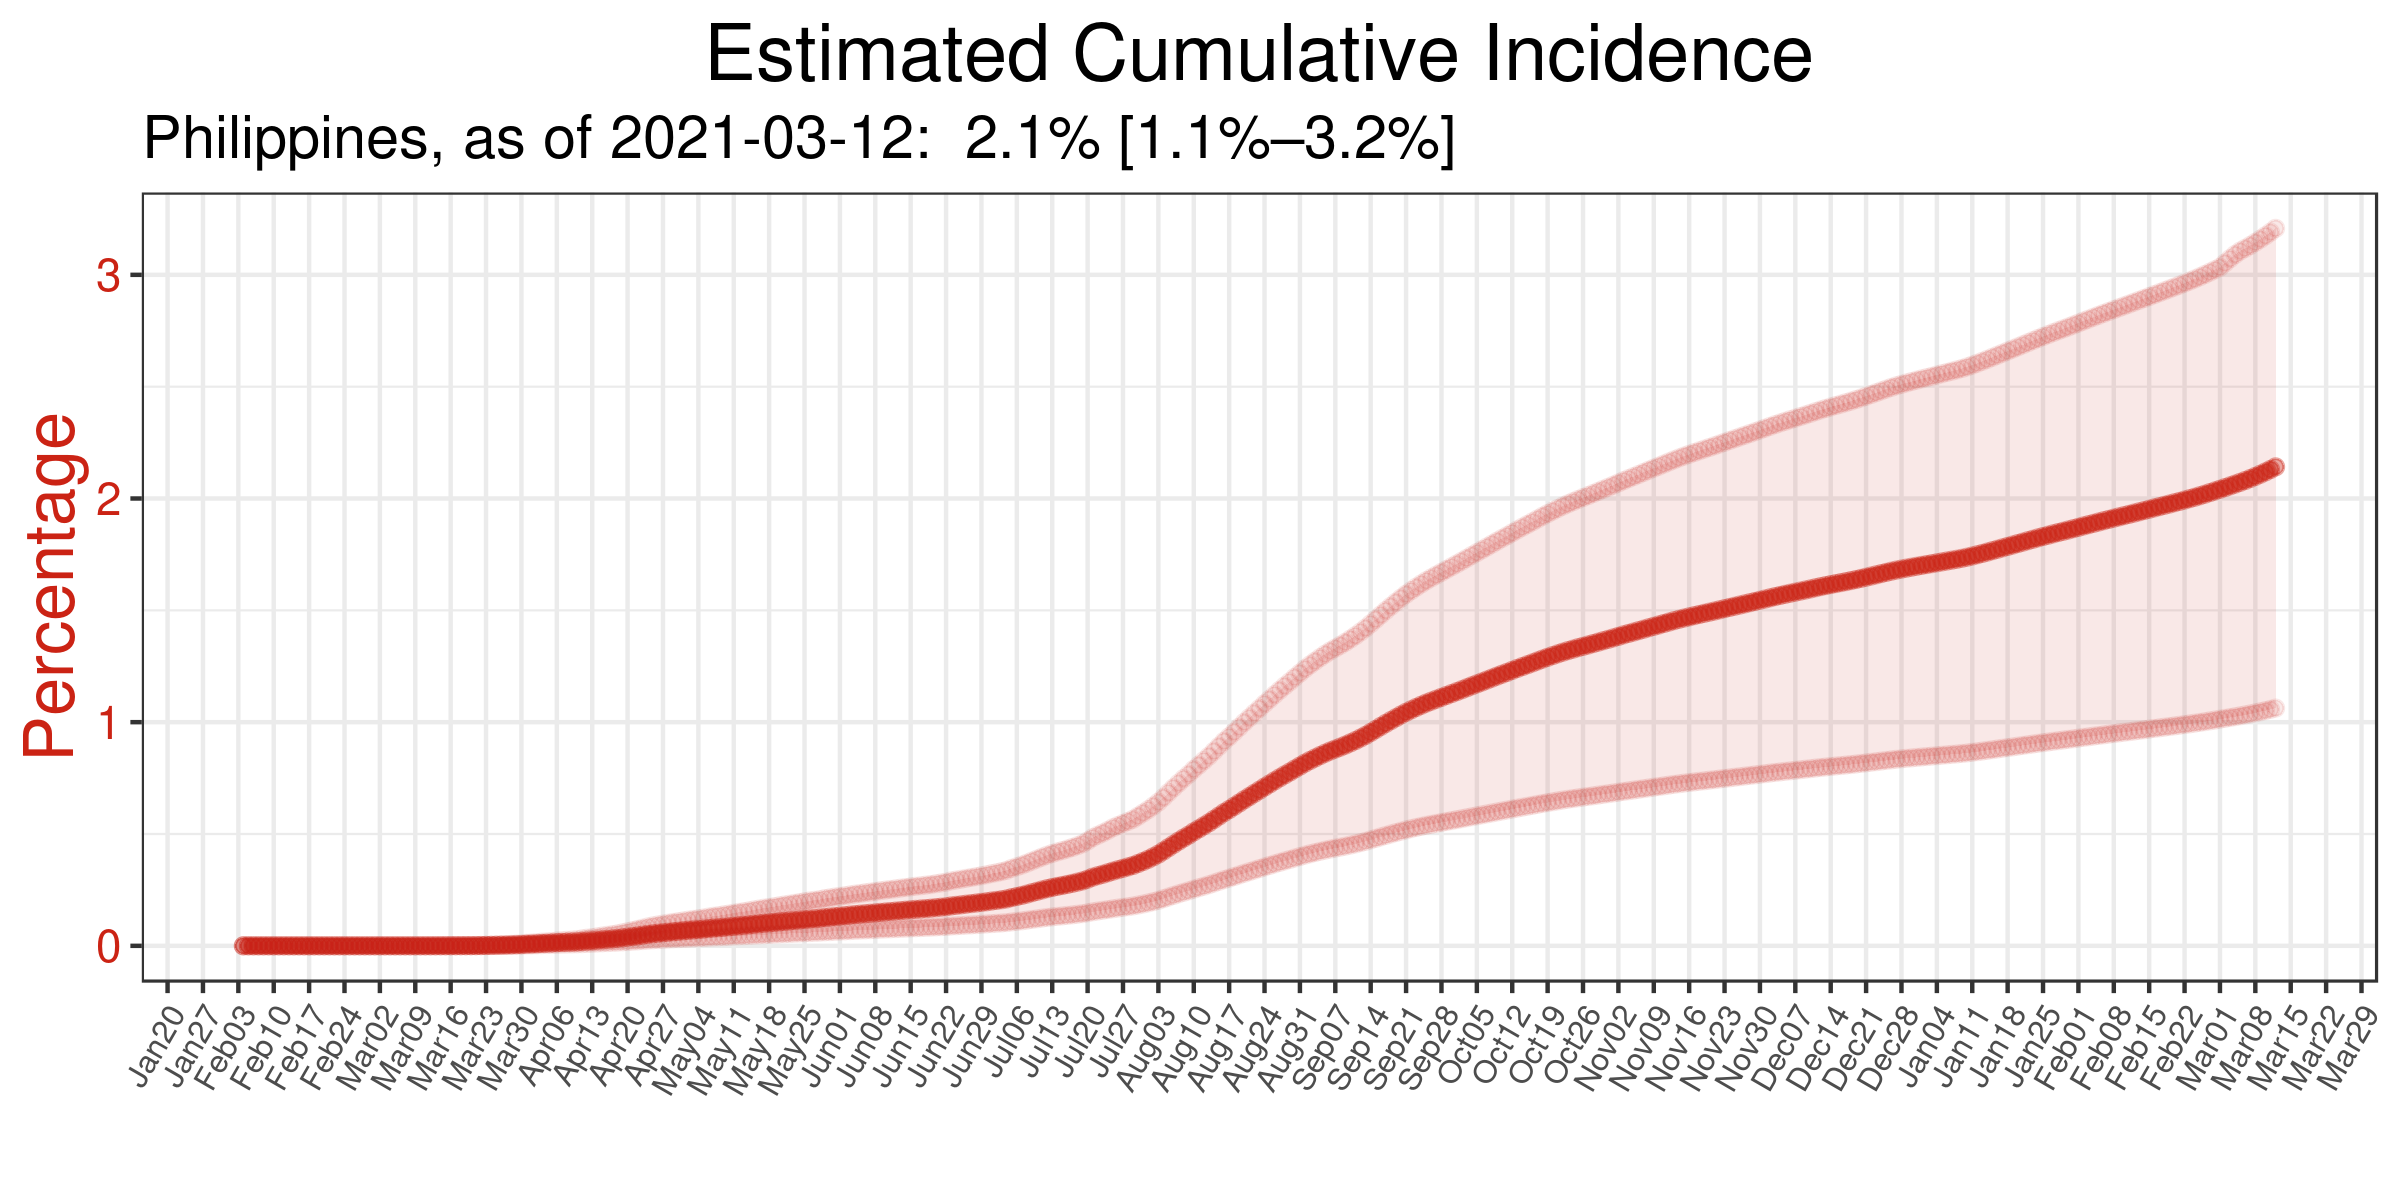 Estimated Cumulative Incidence
Philippines, as of 2021-03-12:  2.1% [1.1%–3.2%]
Percentage
3
2
1
0
Jan20
Jan27
Feb03
Feb10
Feb17
Feb24
Mar02
Mar09
Mar16
Mar23
Mar30
Apr06
Apr13
Apr20
Apr27
May04
May11
May18
May25
Jun01
Jun08
Jun15
Jun22
Jun29
Jul06
Jul13
Jul20
Jul27
Aug03
Aug10
Aug17
Aug24
Aug31
Sep07
Sep14
Sep21
Sep28
Oct05
Oct12
Oct19
Oct26
Nov02
Nov09
Nov16
Nov23
Nov30
Dec07
Dec14
Dec21
Dec28
Jan04
Jan11
Jan18
Jan25
Feb01
Feb08
Feb15
Feb22
Mar01
Mar08
Mar15
Mar22
Mar29